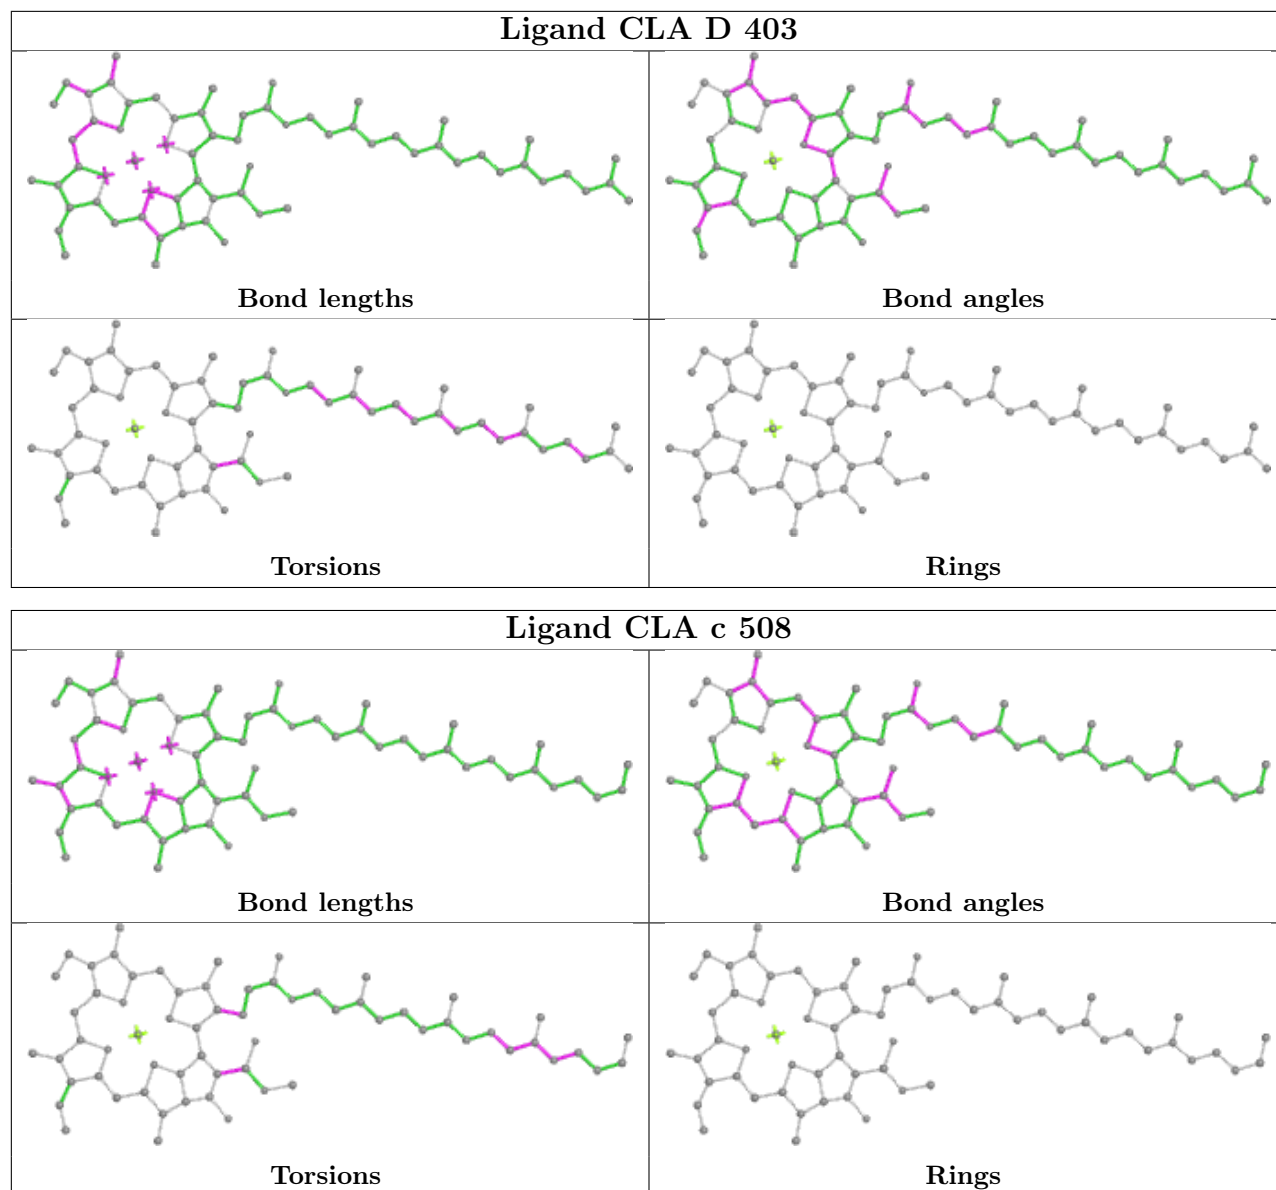 Ligand CLA D 403
Bond lengths
Bond angles
Torsions
Rings
Ligand CLA c 508
Bond lengths
Bond angles
Torsions
Rings